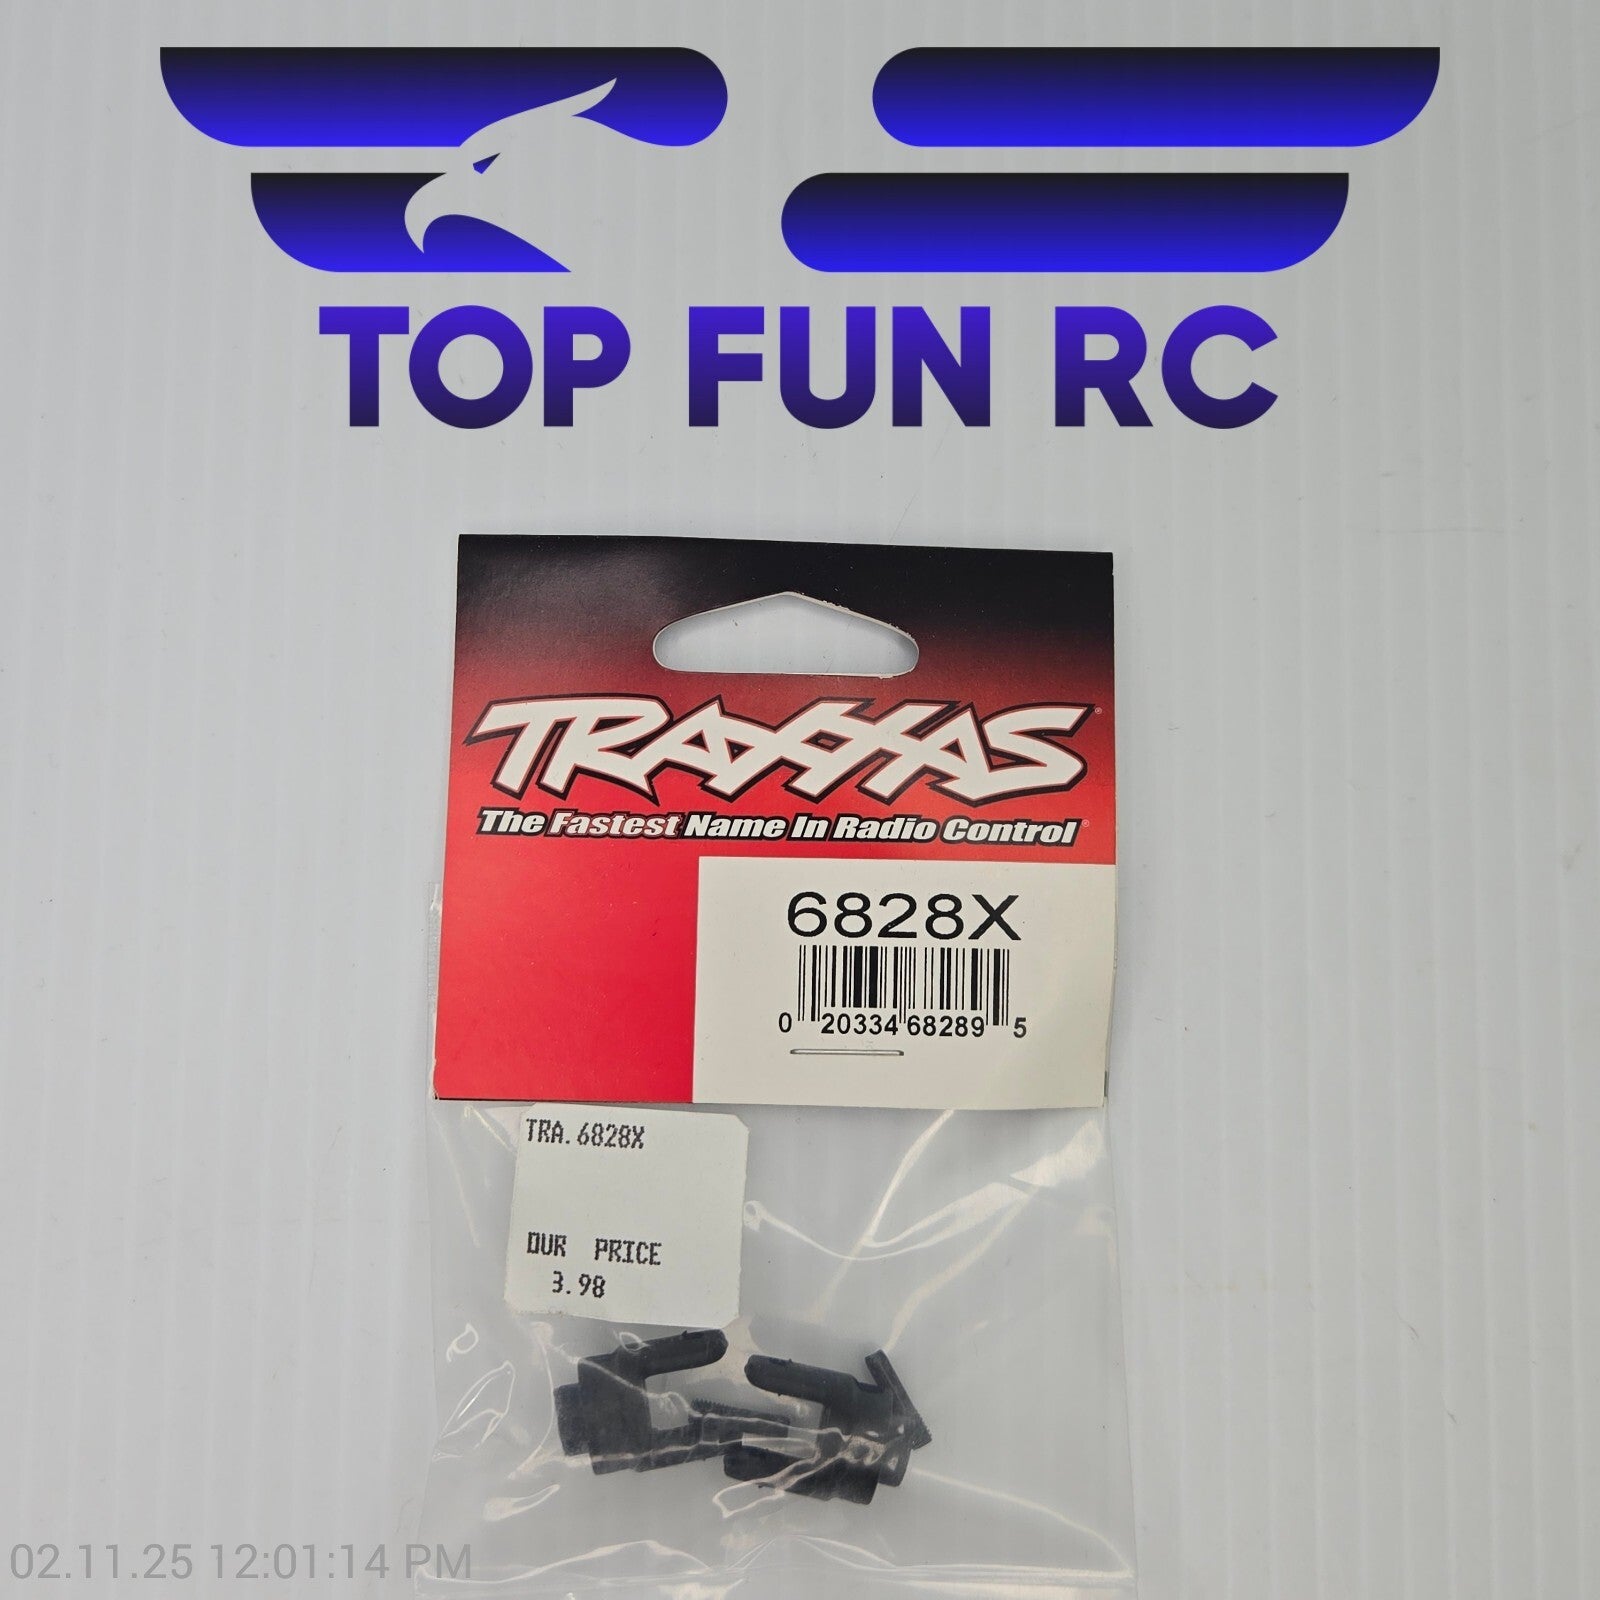 TOP FUN RC
TRAXXAS®
The Fastest Name In Radio Control®
6828X
0 20334 68289 5
TRA.6828X
OUR PRICE
3.98
02.11.25 12:01:14 PM